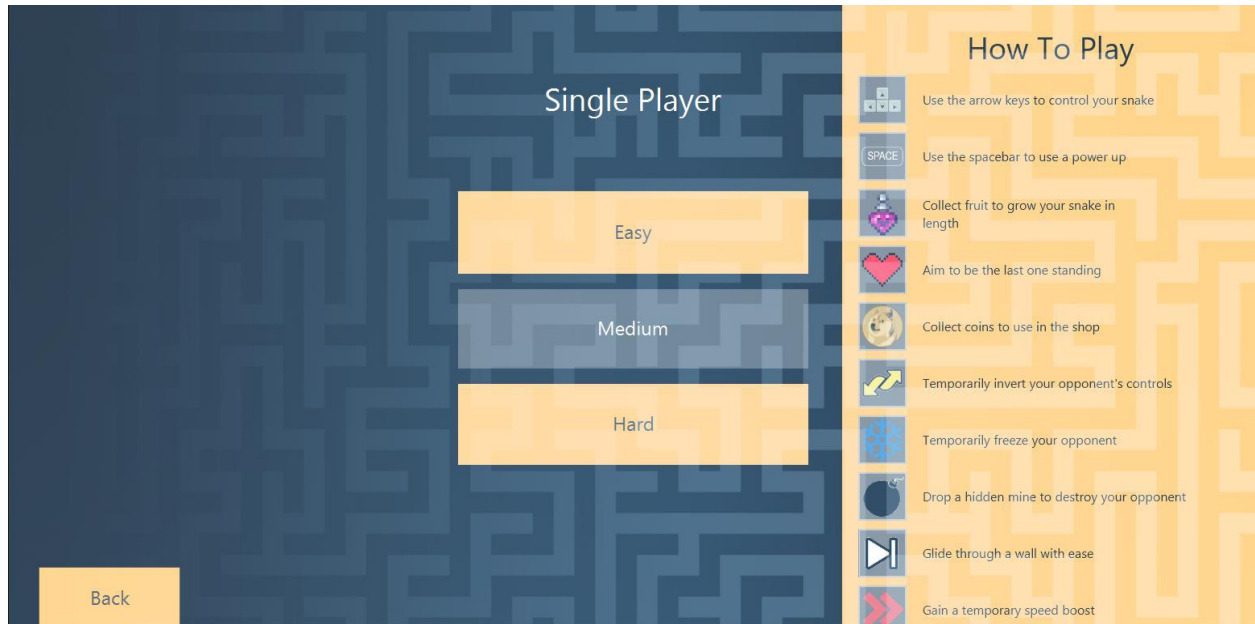 Single Player
Easy
Medium
Hard
Back
How To Play
Use the arrow keys to control your snake
SPACE
Use the spacebar to use a power up
Collect fruit to grow your snake in
length
Aim to be the last one standing
Collect coins to use in the shop
Temporarily invert your opponent's controls
Temporarily freeze your opponent
Drop a hidden mine to destroy your opponent
Glide through a wall with ease
Gain a temporary speed boost